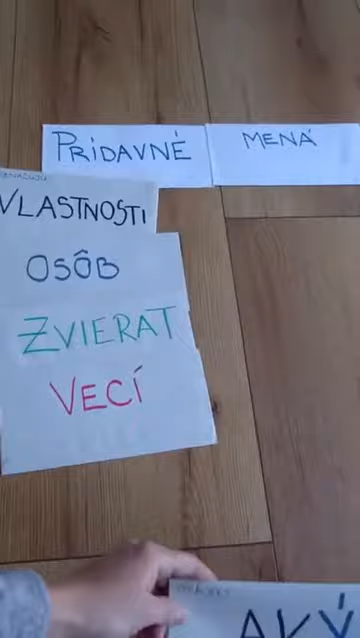 PRÍDAVNÉ MENÁ
VLASTNOSTI
OSÔB
ZVIERAT
VECÍ
AKÝ